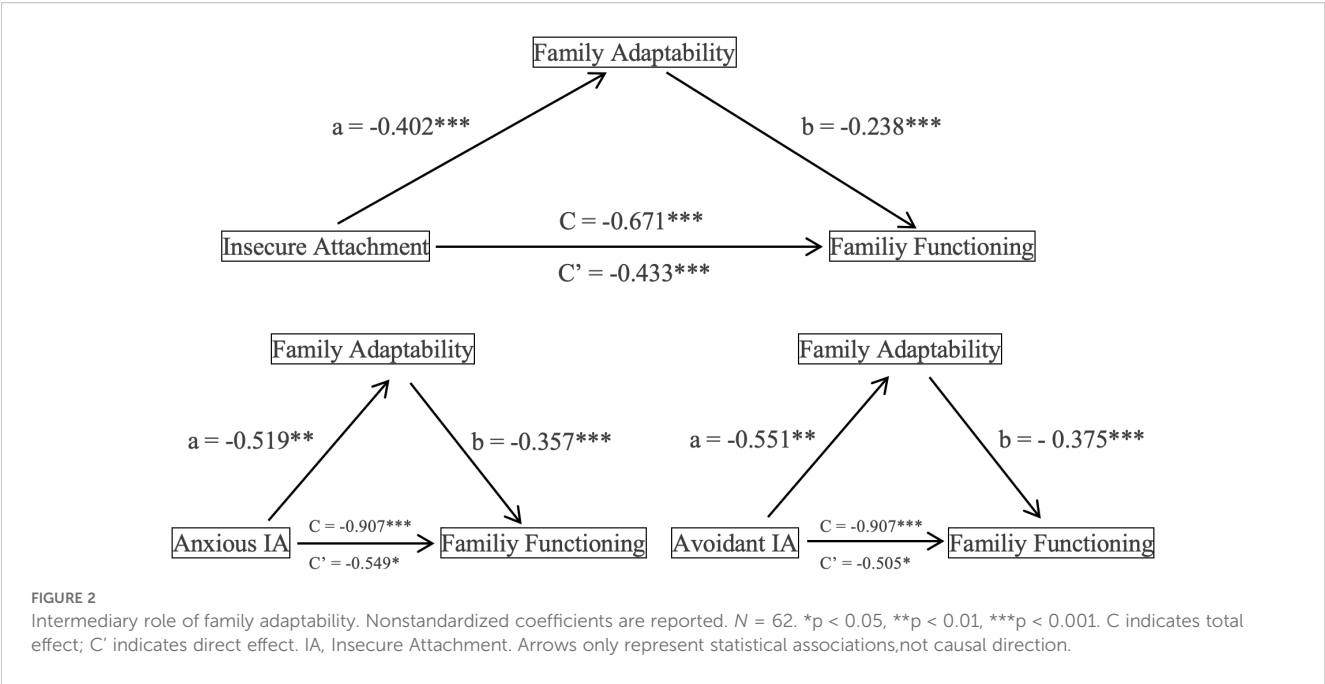 Family Adaptability
a = -0.402***
b = -0.238***
C = -0.671***
Insecure Attachment
Familiy Functioning
C’ = -0.433***
Family Adaptability
Family Adaptability
a = -0.519**
b = -0.357***
a = -0.551**
b = - 0.375***
C = -0.907***
C = -0.907***
Anxious IA
Familiy Functioning
Avoidant IA
Familiy Functioning
C’ = -0.549*
C’ = -0.505*
FIGURE 2
Intermediary role of family adaptability. Nonstandardized coefficients are reported. N = 62. *p < 0.05, **p < 0.01, ***p < 0.001. C indicates total
effect; C’ indicates direct effect. IA, Insecure Attachment. Arrows only represent statistical associations,not causal direction.